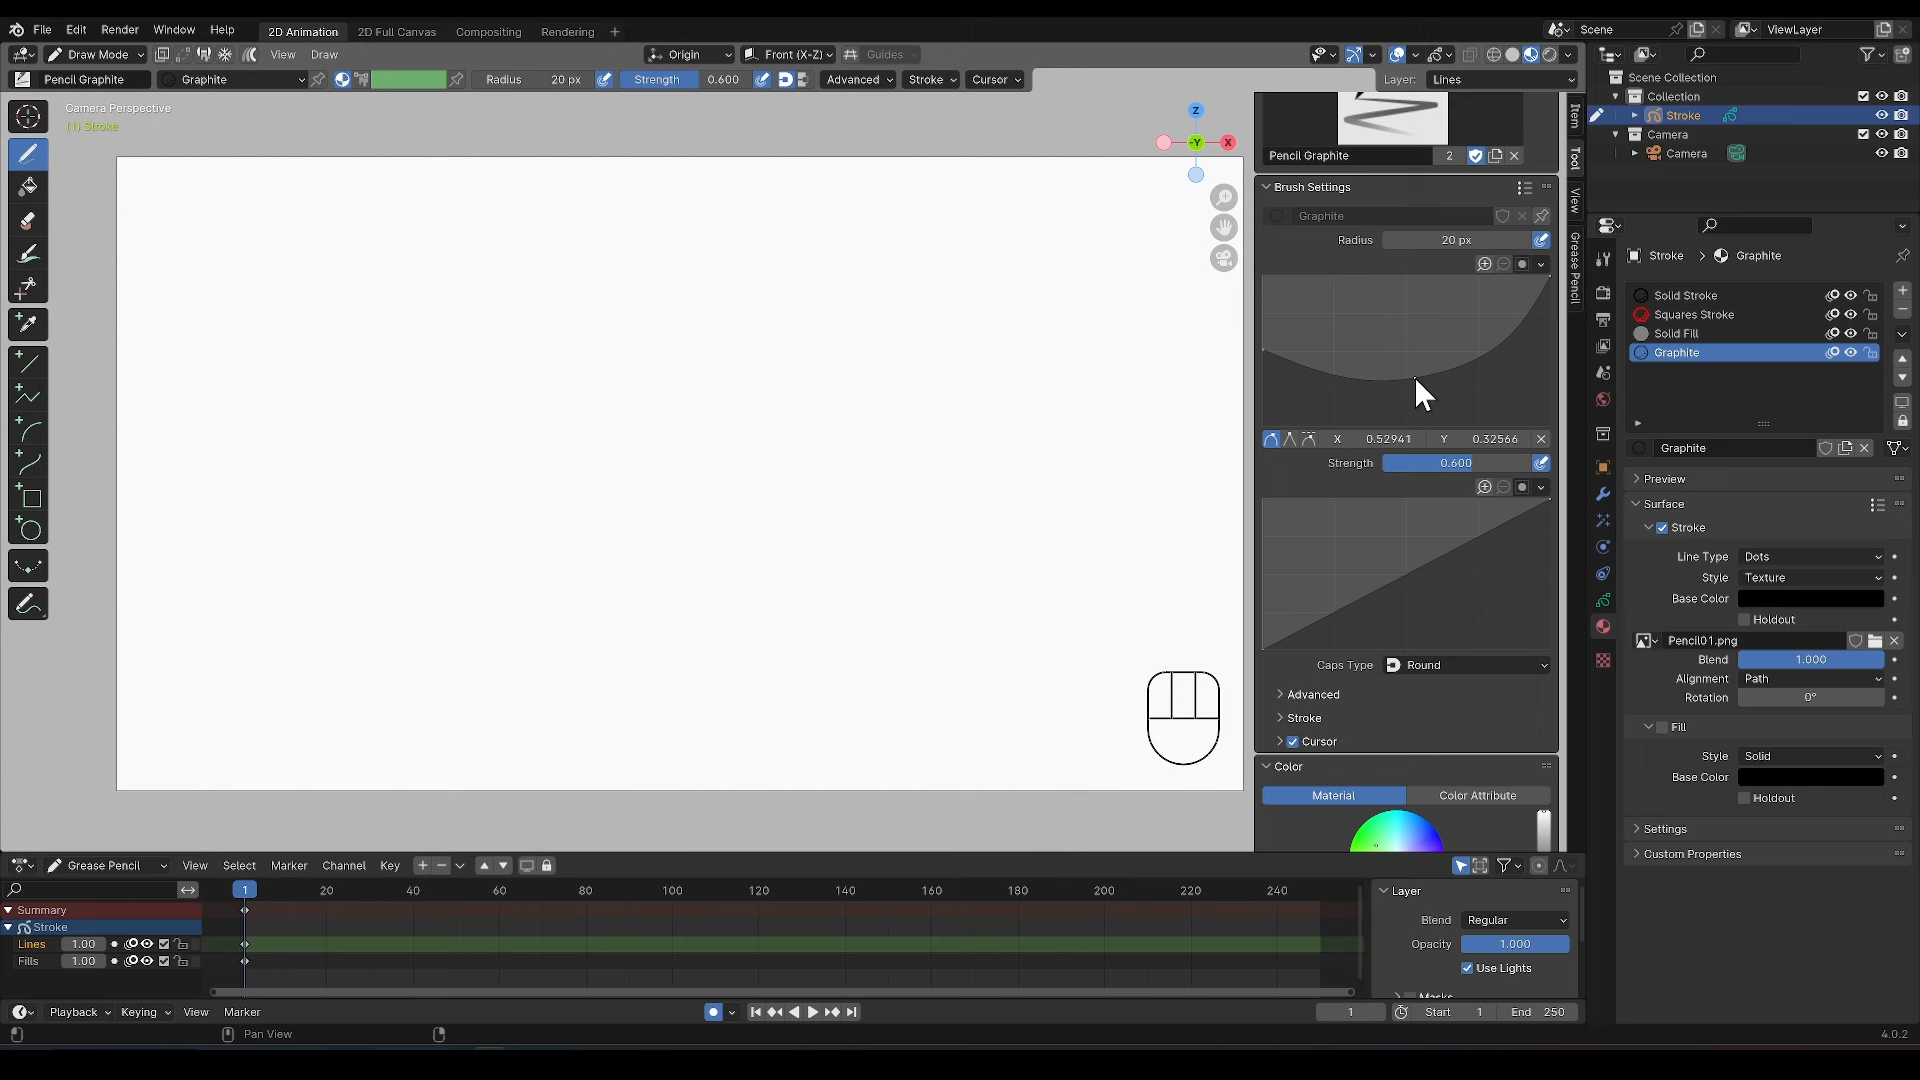 File Edit Render Window Help 2D Animation 2D Full Canvas Compositing Rendering + Scene ViewLayer
Draw Mode View Draw Origin Front (X-Z) Guides
Pencil Graphite Graphite Radius 20 px Strength 0.600 Advanced Stroke Cursor Layer: Lines
Camera Perspective
(1) Stroke
Z
-Y X
Item
Tool
View
Grease Pencil
Pencil Graphite 2
Brush Settings
Graphite
Radius 20 px
X 0.52941 Y 0.32566
Strength 0.600
Caps Type Round
Advanced
Stroke
Cursor
Color
Material Color Attribute
Scene Collection
Collection
Stroke
Camera
Camera
Stroke Graphite
Solid Stroke
Squares Stroke
Solid Fill
Graphite
Graphite
Preview
Surface
Stroke
Line Type Dots
Style Texture
Base Color
Holdout
Pencil01.png
Blend 1.000
Alignment Path
Rotation 0°
Fill
Style Solid
Base Color
Holdout
Settings
Custom Properties
Grease Pencil View Select Marker Channel Key
1 20 40 60 80 100 120 140 160 180 200 220 240
Summary
Stroke
Lines 1.00
Fills 1.00
Layer
Blend Regular
Opacity 1.000
Use Lights
Masks
Playback Keying View Marker 1 Start 1 End 250
Pan View 4.0.2